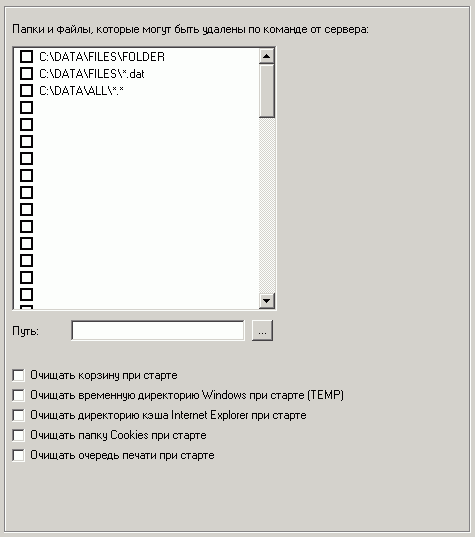 Папки и файлы, которые могут быть удалены по команде от сервера:
C:\DATA\FILES\FOLDER
C:\DATA\FILES\*.dat
C:\DATA\ALL\*.*
Путь:
...
Очищать корзину при старте
Очищать временную директорию Windows при старте (TEMP)
Очищать директорию кэша Internet Explorer при старте
Очищать папку Cookies при старте
Очищать очередь печати при старте